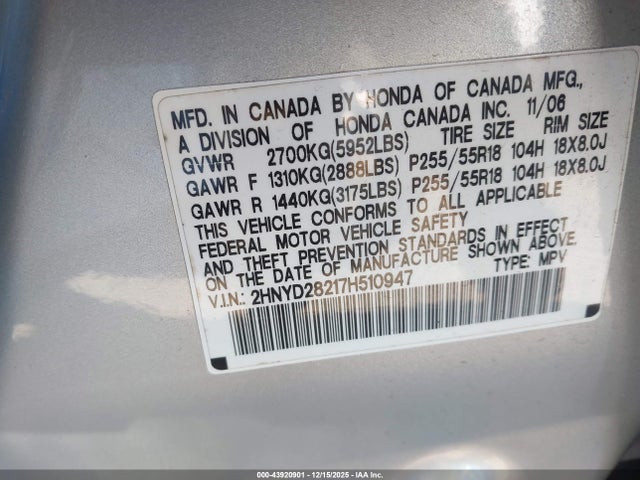 MFD. IN CANADA BY HONDA OF CANADA MFG.,
A DIVISION OF HONDA CANADA INC. 11/06
GVWR 2700KG(5952LBS) TIRE SIZE RIM SIZE
GAWR F 1310KG(2888LBS) P255/55R18 104H 18X8.0J
GAWR R 1440KG(3175LBS) P255/55R18 104H 18X8.0J
THIS VEHICLE CONFORMS TO ALL APPLICABLE
FEDERAL MOTOR VEHICLE SAFETY
AND THEFT PREVENTION STANDARDS IN EFFECT
ON THE DATE OF MANUFACTURE SHOWN ABOVE.
V.I.N.: 2HNYD28217H510947 TYPE: MPV
000-43920901 - 12/15/2025 - IAA Inc.